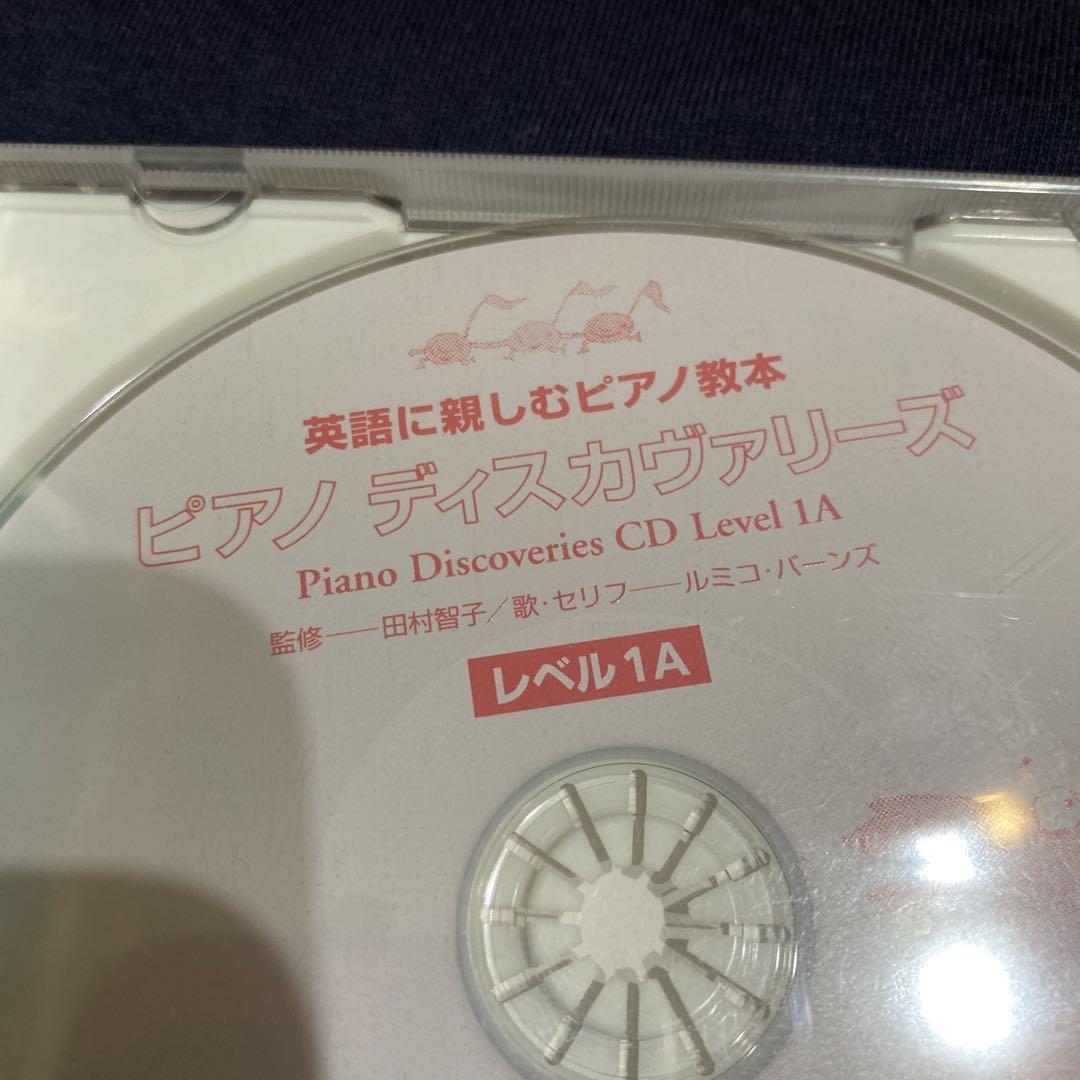 英語に親しむピアノ教本
ピアノ ディスカヴァリーズ
Piano Discoveries CD Level 1A
監修──田村智子／歌・セリフ──ルミコ・バーンズ
レベル1A